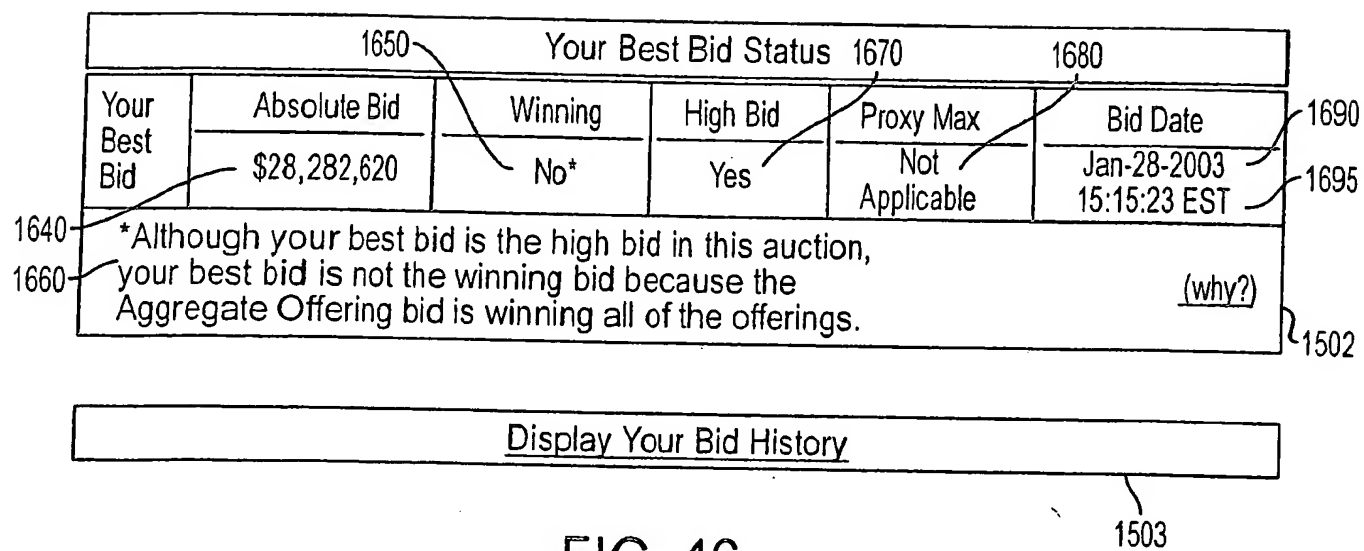 Your Best Bid Status
1650
1670
1680
Your Best Bid
Absolute Bid
Winning
High Bid
Proxy Max
Bid Date
1690
$28,282,620
No*
Yes
Not
Applicable
Jan-28-2003
15:15:23 EST
1695
1640
*Although your best bid is the high bid in this auction,
1660
your best bid is not the winning bid because the
Aggregate Offering bid is winning all of the offerings.
(why?)
1502
Display Your Bid History
1503